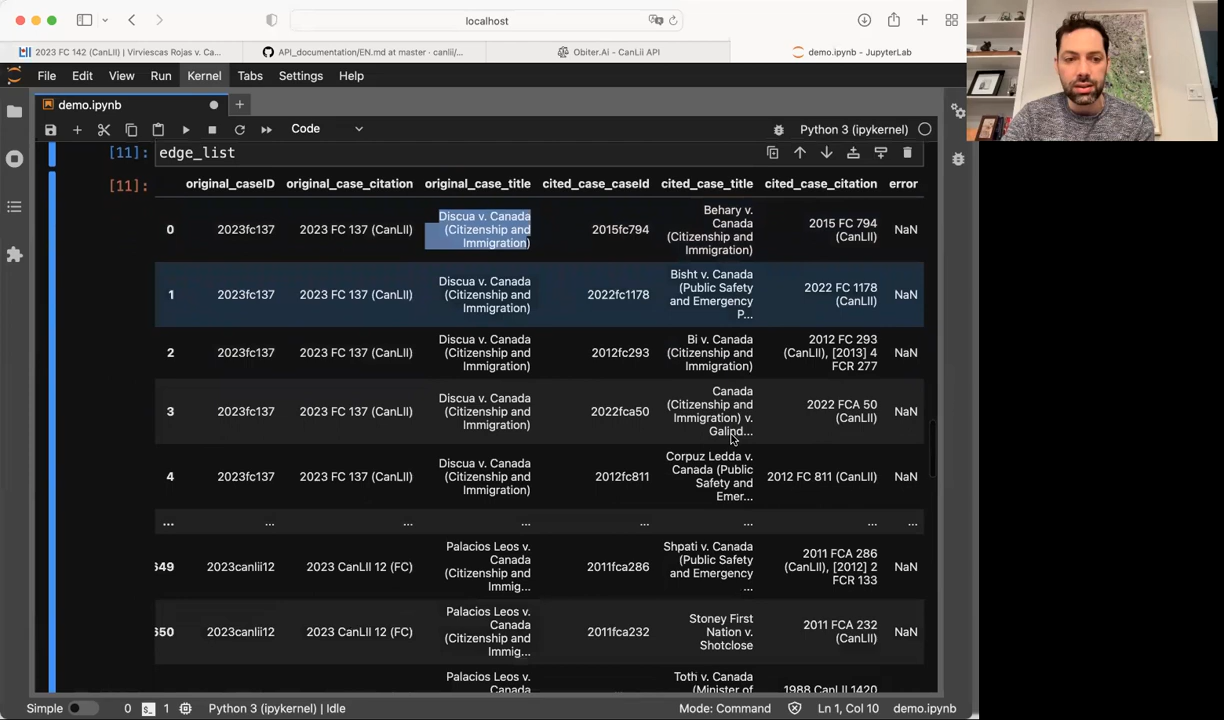 localhost
2023 FC 142 (CanLII) | Virviescas Rojas v. Ca...
API_documentation/EN.md at master · canlii/...
Obiter.Ai - CanLii API
demo.ipynb - JupyterLab
File Edit View Run Kernel Tabs Settings Help
demo.ipynb
Code
Python 3 (ipykernel)
[11]: edge_list
[11]:
original_caseID original_case_citation original_case_title cited_case_caseId cited_case_title cited_case_citation error
0 2023fc137 2023 FC 137 (CanLII)
Discua v. Canada
(Citizenship and
Immigration)
2015fc794
Behary v.
Canada
(Citizenship and
Immigration)
2015 FC 794
(CanLII)
NaN
1 2023fc137 2023 FC 137 (CanLII)
Discua v. Canada
(Citizenship and
Immigration)
2022fc1178
Bisht v. Canada
(Public Safety
and Emergency
P...
2022 FC 1178
(CanLII)
NaN
2 2023fc137 2023 FC 137 (CanLII)
Discua v. Canada
(Citizenship and
Immigration)
2012fc293
Bi v. Canada
(Citizenship and
Immigration)
2012 FC 293
(CanLII), [2013] 4
FCR 277
NaN
3 2023fc137 2023 FC 137 (CanLII)
Discua v. Canada
(Citizenship and
Immigration)
2022fca50
Canada
(Citizenship and
Immigration) v.
Galind...
2022 FCA 50
(CanLII)
NaN
4 2023fc137 2023 FC 137 (CanLII)
Discua v. Canada
(Citizenship and
Immigration)
2012fc811
Corpuz Ledda v.
Canada (Public
Safety and
Emer...
2012 FC 811 (CanLII)
NaN
... ... ... ... ... ... ... ...
649 2023canlii12 2023 CanLII 12 (FC)
Palacios Leos v.
Canada
(Citizenship and
Immig...
2011fca286
Shpati v. Canada
(Public Safety
and Emergency
...
2011 FCA 286
(CanLII), [2012] 2
FCR 133
NaN
650 2023canlii12 2023 CanLII 12 (FC)
Palacios Leos v.
Canada
(Citizenship and
Immig...
2011fca232
Stoney First
Nation v.
Shotclose
2011 FCA 232
(CanLII)
NaN
Palacios Leos v.
Canada
Toth v. Canada
(Minister of
1988 CanLII 1420
Simple 0 1 Python 3 (ipykernel) | Idle Mode: Command Ln 1, Col 10 demo.ipynb